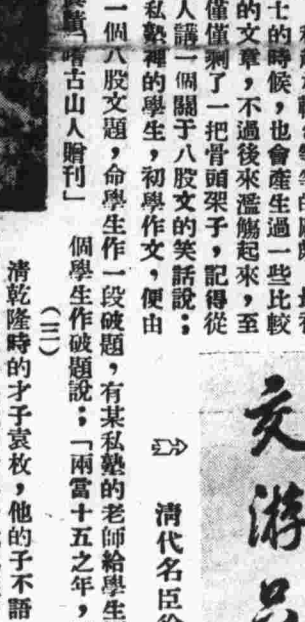 士的時候,也會產生過一些比較
的文章,不過後來濫觴起來,至
僅僅剩了一把骨頭架子,記得從
人講一個關于八股文的笑話說;
私塾裡的學生,初學作文,便由
一個八股文題,命學生作一段破題,有某私塾的老師給學生
個學生作破題說;「兩當十五之年,
(三)
清乾隆時的才子袁枚,他的子不語
「嗜古山人贈刊」
交游
清代名臣徐